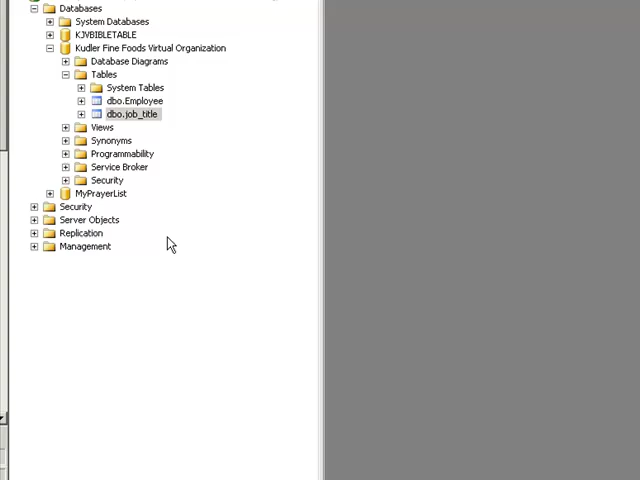 Databases
System Databases
KJVBIBLETABLE
Kudler Fine Foods Virtual Organization
Database Diagrams
Tables
System Tables
dbo.Employee
dbo.job_title
Views
Synonyms
Programmability
Service Broker
Security
MyPrayerList
Security
Server Objects
Replication
Management